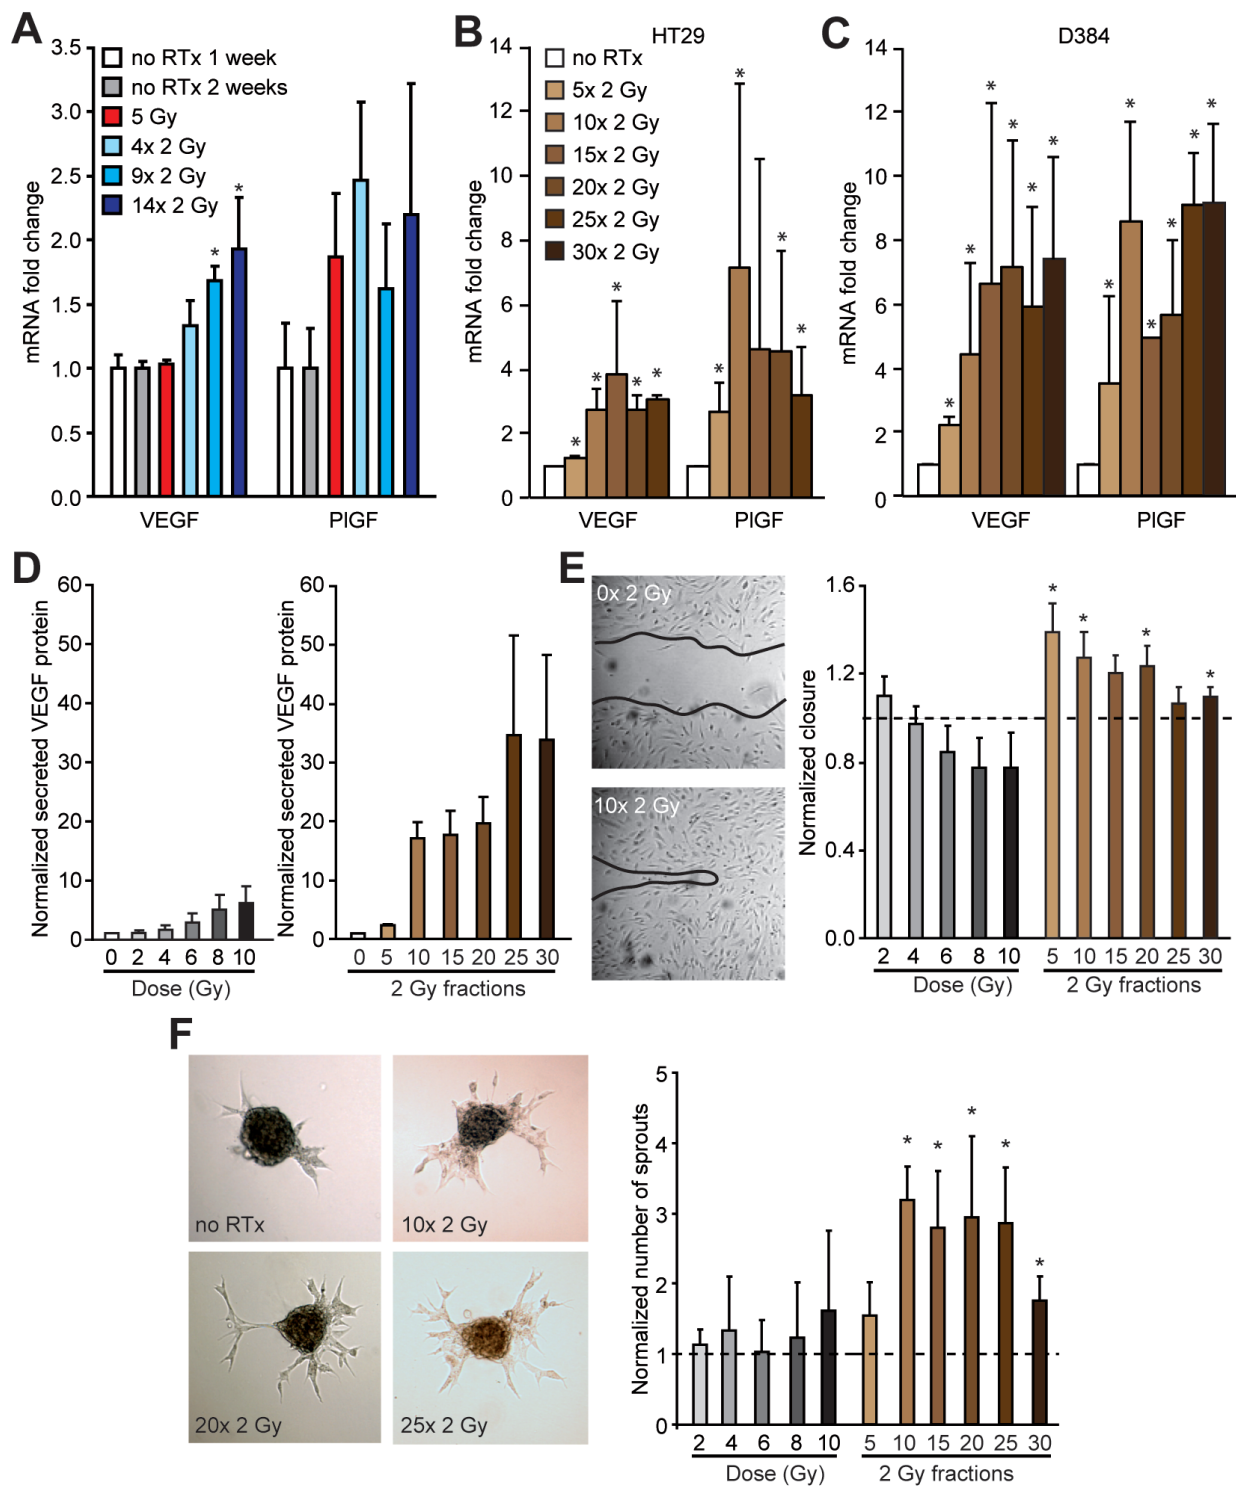 A
mRNA fold change
3.5
3.0
2.5
2.0
1.5
1.0
0.5
0.0
no RTx 1 week
no RTx 2 weeks
5 Gy
4x 2 Gy
9x 2 Gy
14x 2 Gy
*
*
VEGF
PlGF
B
HT29
mRNA fold change
14
12
10
8
6
4
2
0
no RTx
5x 2 Gy
10x 2 Gy
15x 2 Gy
20x 2 Gy
25x 2 Gy
30x 2 Gy
* * * * *
* * * *
VEGF
PlGF
C
D384
mRNA fold change
14
12
10
8
6
4
2
0
* * * * * *
* * * * * *
VEGF
PlGF
D
Normalized secreted VEGF protein
60
50
40
30
20
10
0
0 2 4 6 8 10
Dose (Gy)
Normalized secreted VEGF protein
60
50
40
30
20
10
0
0 5 10 15 20 25 30
2 Gy fractions
E
0x 2 Gy
10x 2 Gy
Normalized closure
1.6
1.2
0.8
0.4
0.0
* * * *
2 4 6 8 10
Dose (Gy)
5 10 15 20 25 30
2 Gy fractions
F
no RTx
10x 2 Gy
20x 2 Gy
25x 2 Gy
Normalized number of sprouts
5
4
3
2
1
0
* * * * *
2 4 6 8 10
Dose (Gy)
5 10 15 20 25 30
2 Gy fractions